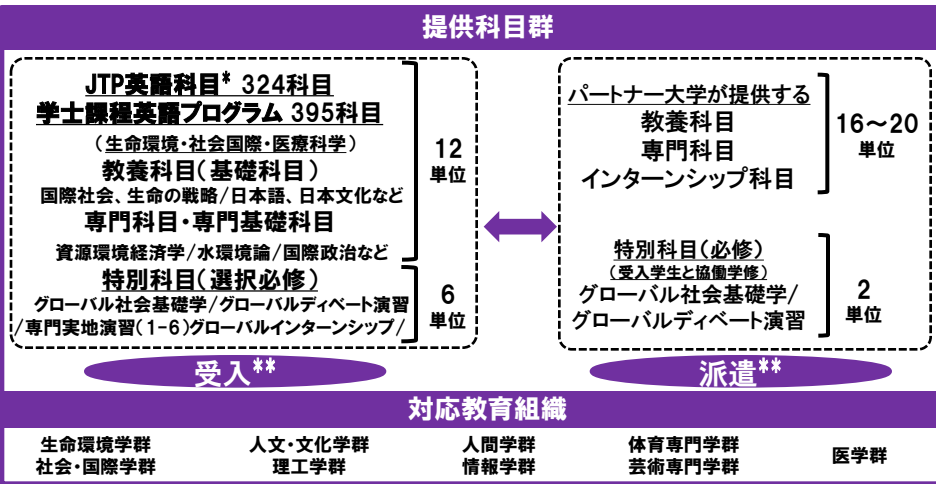 提供科目群
JTP英語科目* 324科目
学士課程英語プログラム 395科目
（生命環境・社会国際・医療科学）
教養科目（基礎科目）
国際社会、生命の戦略/日本語、日本文化など
専門科目・専門基礎科目
資源環境経済学/水環境論/国際政治など
12
単位
特別科目（選択必修）
グローバル社会基礎学/グローバルディベート演習
/専門実地演習（1-6）グローバルインターンシップ/
6
単位
受入**
パートナー大学が提供する
教養科目
専門科目
インターンシップ科目
16～20
単位
特別科目（必修）
（受入学生と協働学修）
グローバル社会基礎学/
グローバルディベート演習
2
単位
派遣**
対応教育組織
生命環境学群 人文・文化学群 人間学群 体育専門学群 医学群
社会・国際学群 理工学群 情報学群 芸術専門学群